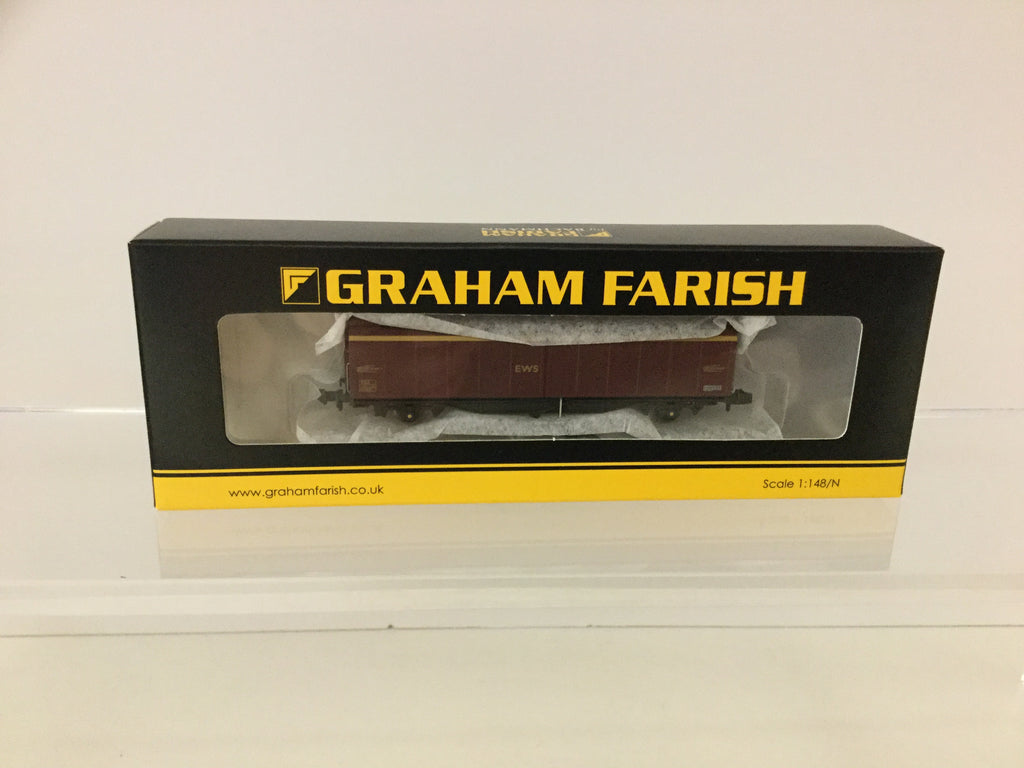 GRAHAM FARISH
EWS
www.grahamfarish.co.uk
Scale 1:148/N